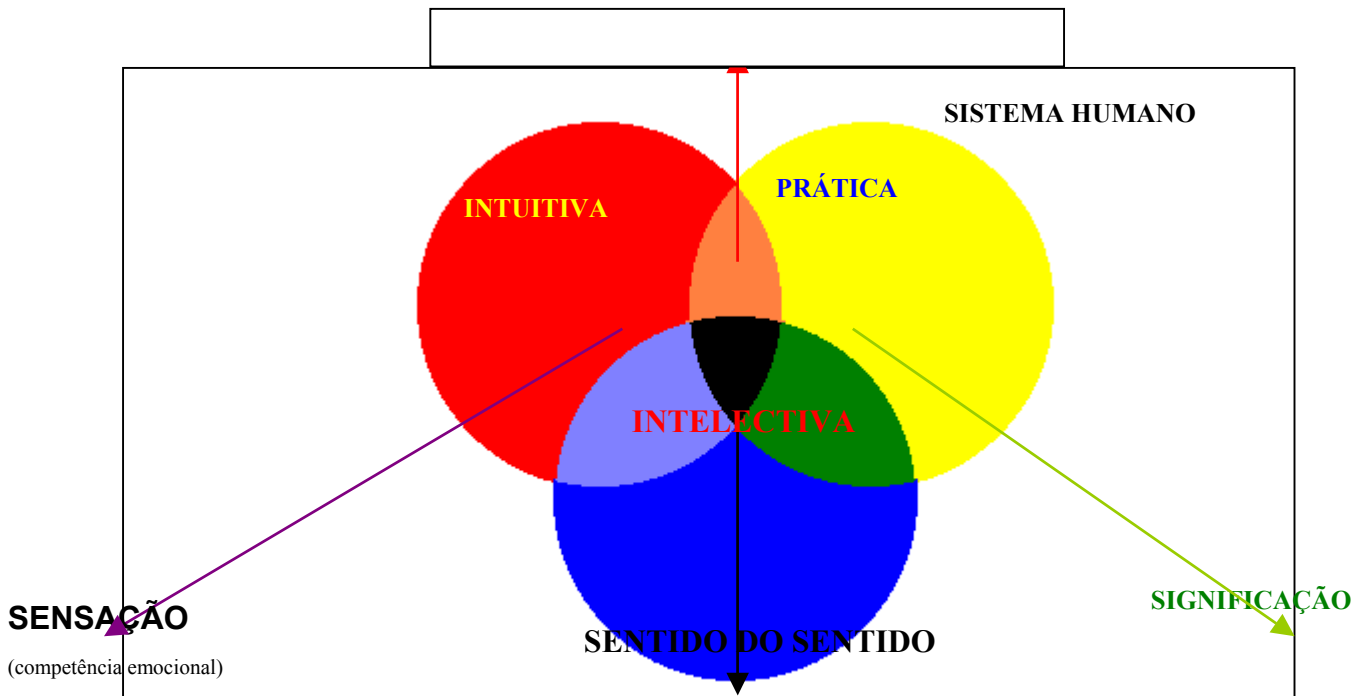 SISTEMA HUMANO
PRÁTICA
INTUITIVA
INTELECTIVA
SIGNIFICAÇÃO
SENSAÇÃO
SENTIDO DO SENTIDO
(competência emocional)